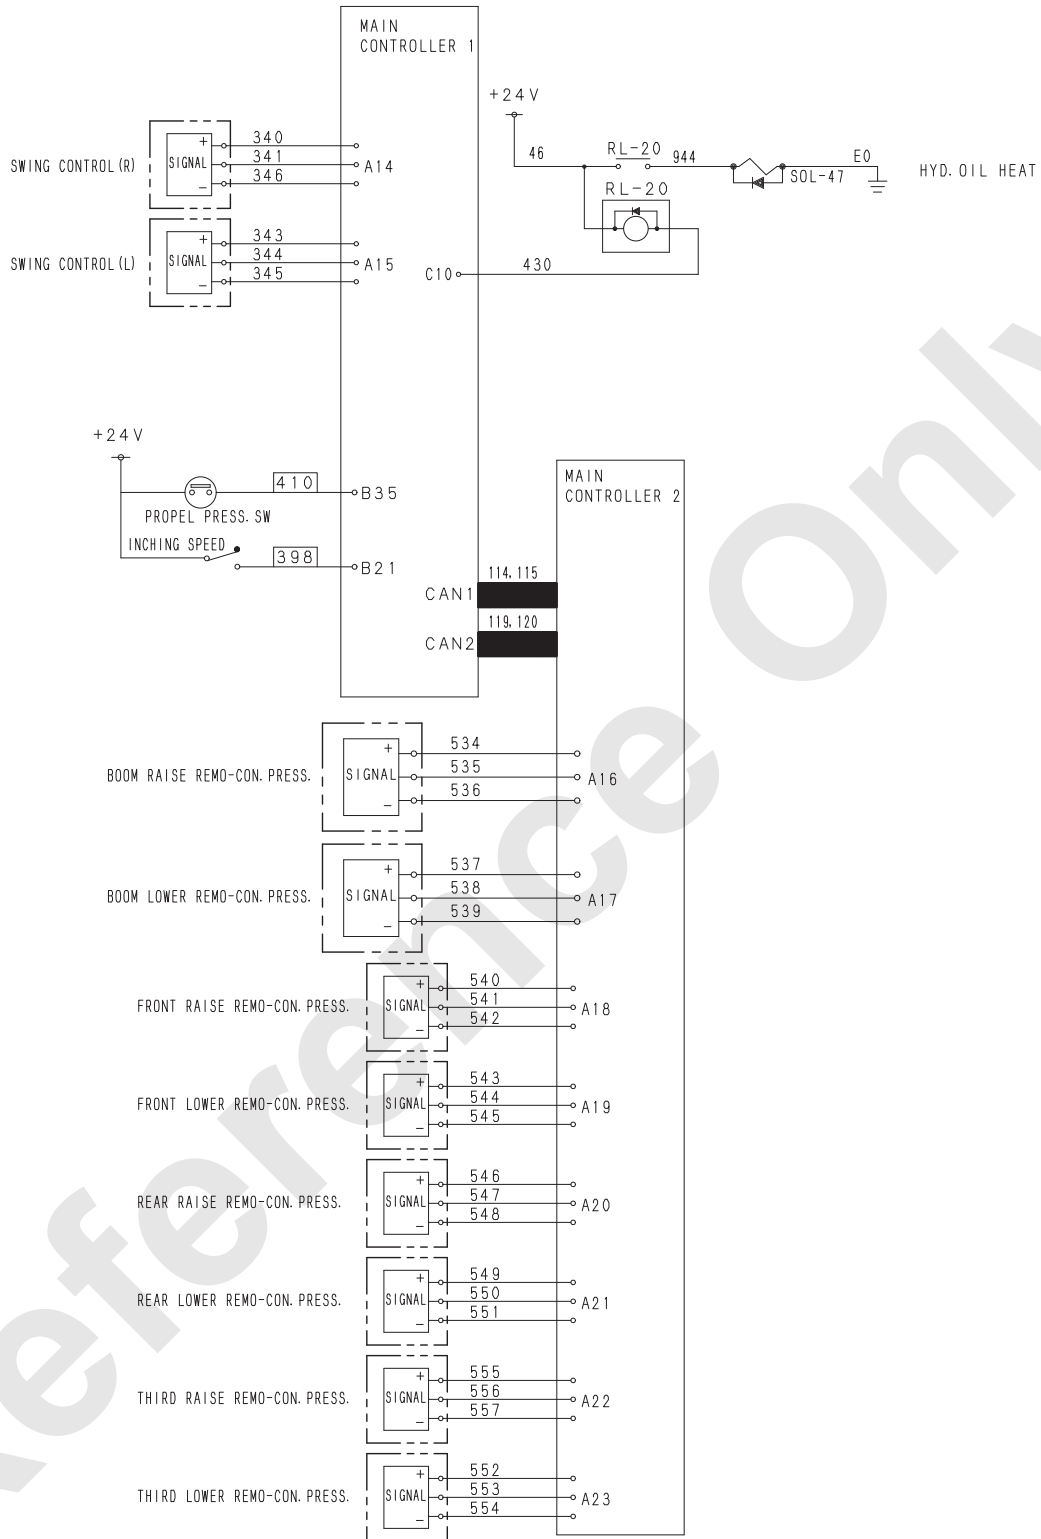 MAIN
CONTROLLER 1
+24V
SWING CONTROL(R)
+
SIGNAL
−
340
341
346
A14
46
RL-20
944
SOL-47
E0
HYD. OIL HEAT
RL-20
SWING CONTROL(L)
+
SIGNAL
−
343
344
345
A15
C10
430
+24V
410
B35
PROPEL PRESS. SW
INCHING SPEED
398
B21
MAIN
CONTROLLER 2
CAN1
114, 115
CAN2
119, 120
BOOM RAISE REMO-CON. PRESS.
+
SIGNAL
−
534
535
536
A16
BOOM LOWER REMO-CON. PRESS.
+
SIGNAL
−
537
538
539
A17
FRONT RAISE REMO-CON. PRESS.
+
SIGNAL
−
540
541
542
A18
FRONT LOWER REMO-CON. PRESS.
+
SIGNAL
−
543
544
545
A19
REAR RAISE REMO-CON. PRESS.
+
SIGNAL
−
546
547
548
A20
REAR LOWER REMO-CON. PRESS.
+
SIGNAL
−
549
550
551
A21
THIRD RAISE REMO-CON. PRESS.
+
SIGNAL
−
555
556
557
A22
THIRD LOWER REMO-CON. PRESS.
+
SIGNAL
−
552
553
554
A23
Reference Only